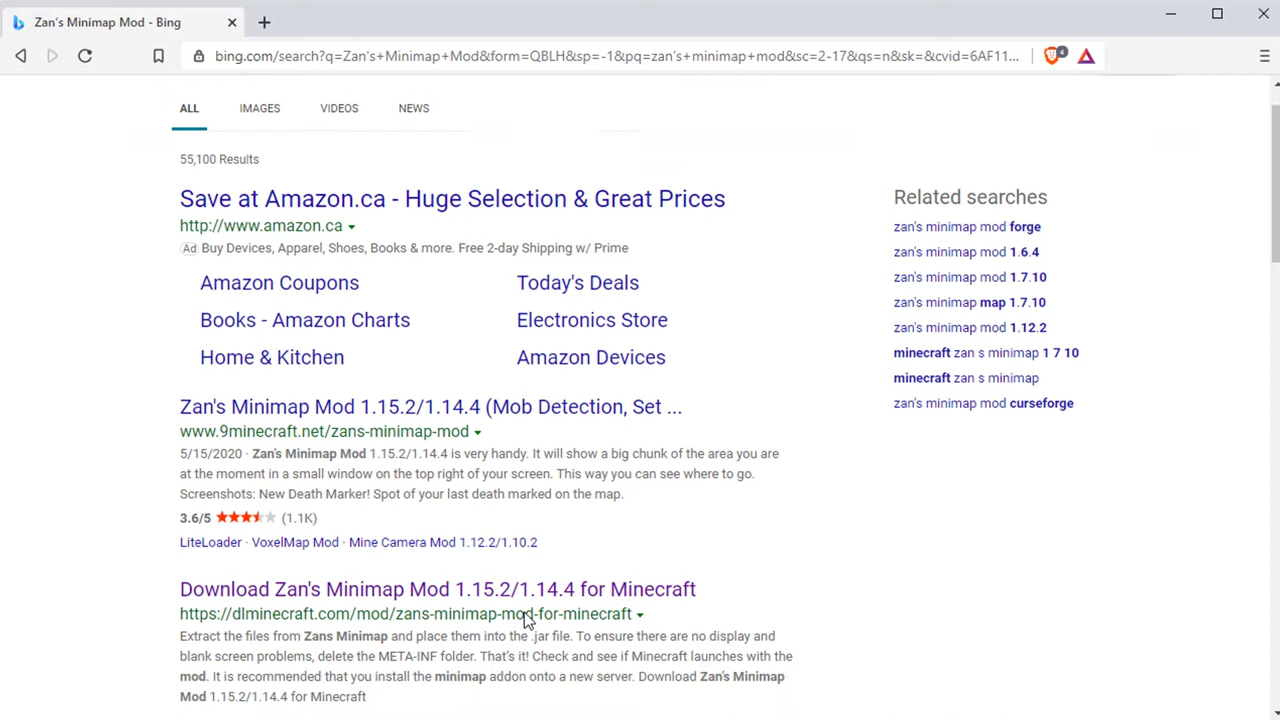 Zan's Minimap Mod - Bing
bing.com/search?q=Zan's+Minimap+Mod&form=QBLH&sp=-1&pq=zan's+minimap+mod&sc=2-17&qs=n&sk=&cvid=6AF11...
4
ALL IMAGES VIDEOS NEWS
55,100 Results
Save at Amazon.ca - Huge Selection & Great Prices
http://www.amazon.ca
Ad Buy Devices, Apparel, Shoes, Books & more. Free 2-day Shipping w/ Prime
Amazon Coupons Today's Deals
Books - Amazon Charts Electronics Store
Home & Kitchen Amazon Devices
Zan's Minimap Mod 1.15.2/1.14.4 (Mob Detection, Set ...
www.9minecraft.net/zans-minimap-mod
5/15/2020 · Zan's Minimap Mod 1.15.2/1.14.4 is very handy. It will show a big chunk of the area you are
at the moment in a small window on the top right of your screen. This way you can see where to go.
Screenshots: New Death Marker! Spot of your last death marked on the map.
3.6/5 (1.1K)
LiteLoader · VoxelMap Mod · Mine Camera Mod 1.12.2/1.10.2
Download Zan's Minimap Mod 1.15.2/1.14.4 for Minecraft
https://dlminecraft.com/mod/zans-minimap-mod-for-minecraft
Extract the files from Zans Minimap and place them into the .jar file. To ensure there are no display and
blank screen problems, delete the META-INF folder. That's it! Check and see if Minecraft launches with the
mod. It is recommended that you install the minimap addon onto a new server. Download Zan's Minimap
Mod 1.15.2/1.14.4 for Minecraft
Related searches
zan's minimap mod forge
zan's minimap mod 1.6.4
zan's minimap mod 1.7.10
zan's minimap map 1.7.10
zan's minimap mod 1.12.2
minecraft zan s minimap 1 7 10
minecraft zan s minimap
zan's minimap mod curseforge